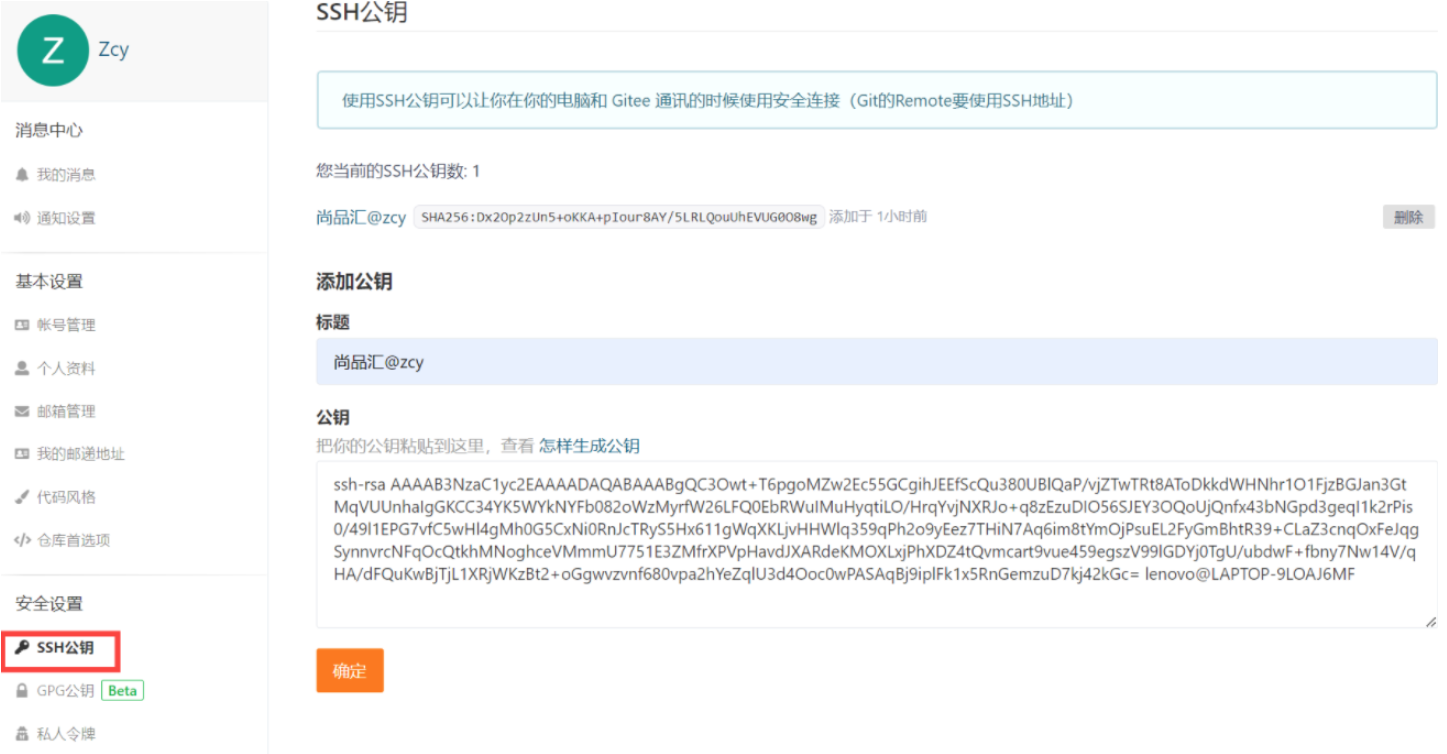 Z
Zcy
消息中心
我的消息
通知设置
基本设置
帐号管理
个人资料
邮箱管理
我的邮递地址
代码风格
</> 仓库首选项
安全设置
SSH公钥
GPG公钥 Beta
私人令牌
SSH公钥
使用SSH公钥可以让你在你的电脑和 Gitee 通讯的时候使用安全连接（Git的Remote要使用SSH地址）
您当前的SSH公钥数: 1
尚品汇@zcy SHA256:Dx2Op2zUn5+oKKA+pIour8AY/5LRLQouUhEVUG0O8wg 添加于 1小时前 删除
添加公钥
标题
尚品汇@zcy
公钥
把你的公钥粘贴到这里，查看 怎样生成公钥
ssh-rsa AAAAB3NzaC1yc2EAAAADAQABAAABgQC3Owt+T6pgoMZw2Ec55GCgihJEEfScQu380UBlQaP/vjZTwTRt8AToDkkdWHNhr1O1FjzBGJan3Gt
MqVUUnhaIgGKCC34YK5WYkNYFb082oWzMyrfW26LFQ0EbRWuIMuHyqtiLO/HrqYvjNXRJo+q8zEzuDIO56SJEY3OQoUjQnfx43bNGpd3geqI1k2rPis
0/49l1EPG7vfC5wHl4gMh0G5CxNi0RnJcTRyS5Hx611gWqXKLjvHHWlq359qPh2o9yEez7THiN7Aq6im8tYmOjPsuEL2FyGmBhtR39+CLaZ3cnqOxFeJqg
SynnvrcNFqOcQtkhMNoghceVMmmU7751E3ZMfrXPVpHavdJXARdeKMOXLxjPhXDZ4tQvmcart9vue459egszV99lGDYj0TgU/ubdwF+fbny7Nw14V/q
HA/dFQuKwBjTjL1XRjWKzBt2+oGgwvzvnf680vpa2hYeZqlU3d4Ooc0wPASAqBj9iplFk1x5RnGemzuD7kj42kGc= lenovo@LAPTOP-9LOAJ6MF
确定